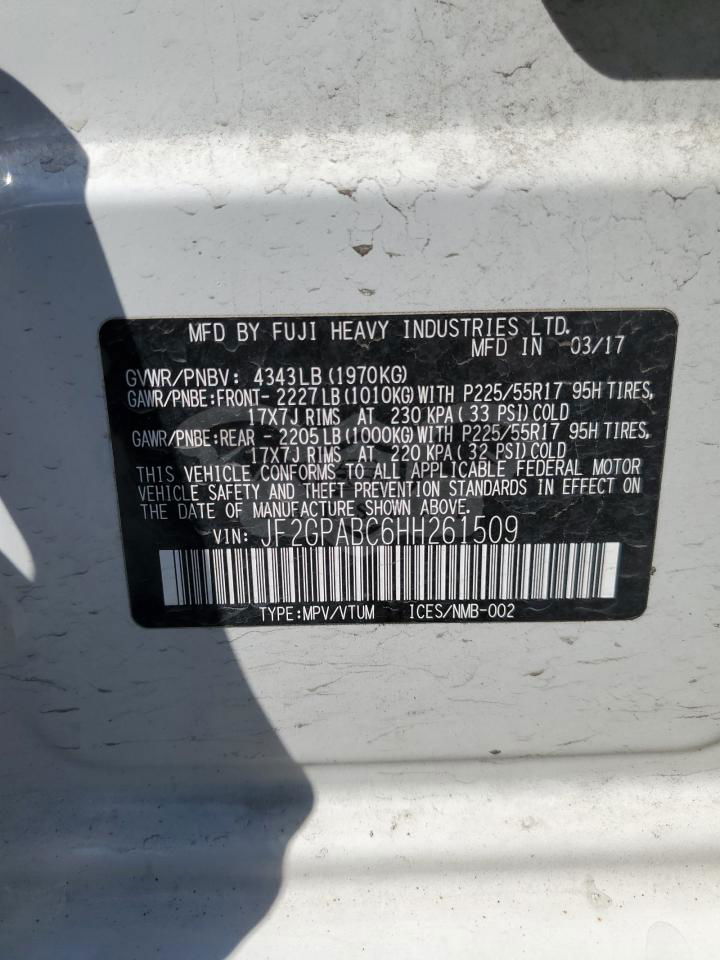 MFD BY FUJI HEAVY INDUSTRIES LTD.
MFD IN 03/17
GVWR/PNBV: 4343LB (1970KG)
GAWR/PNBE:FRONT- 2227 LB (1010KG) WITH P225/55R17 95H TIRES,
17X7J RIMS AT 230 KPA ( 33 PSI) COLD
GAWR/PNBE:REAR - 2205 LB (1000KG) WITH P225/55R17 95H TIRES,
17X7J RIMS AT 220 KPA ( 32 PSI) COLD
THIS VEHICLE CONFORMS TO ALL APPLICABLE FEDERAL MOTOR
VEHICLE SAFETY AND THEFT PREVENTION STANDARDS IN EFFECT ON
THE DATE OF MANUFACTURE SHOWN ABOVE.
VIN: JF2GPABC6HH261509
TYPE:MPV/VTUM ICES/NMB-002